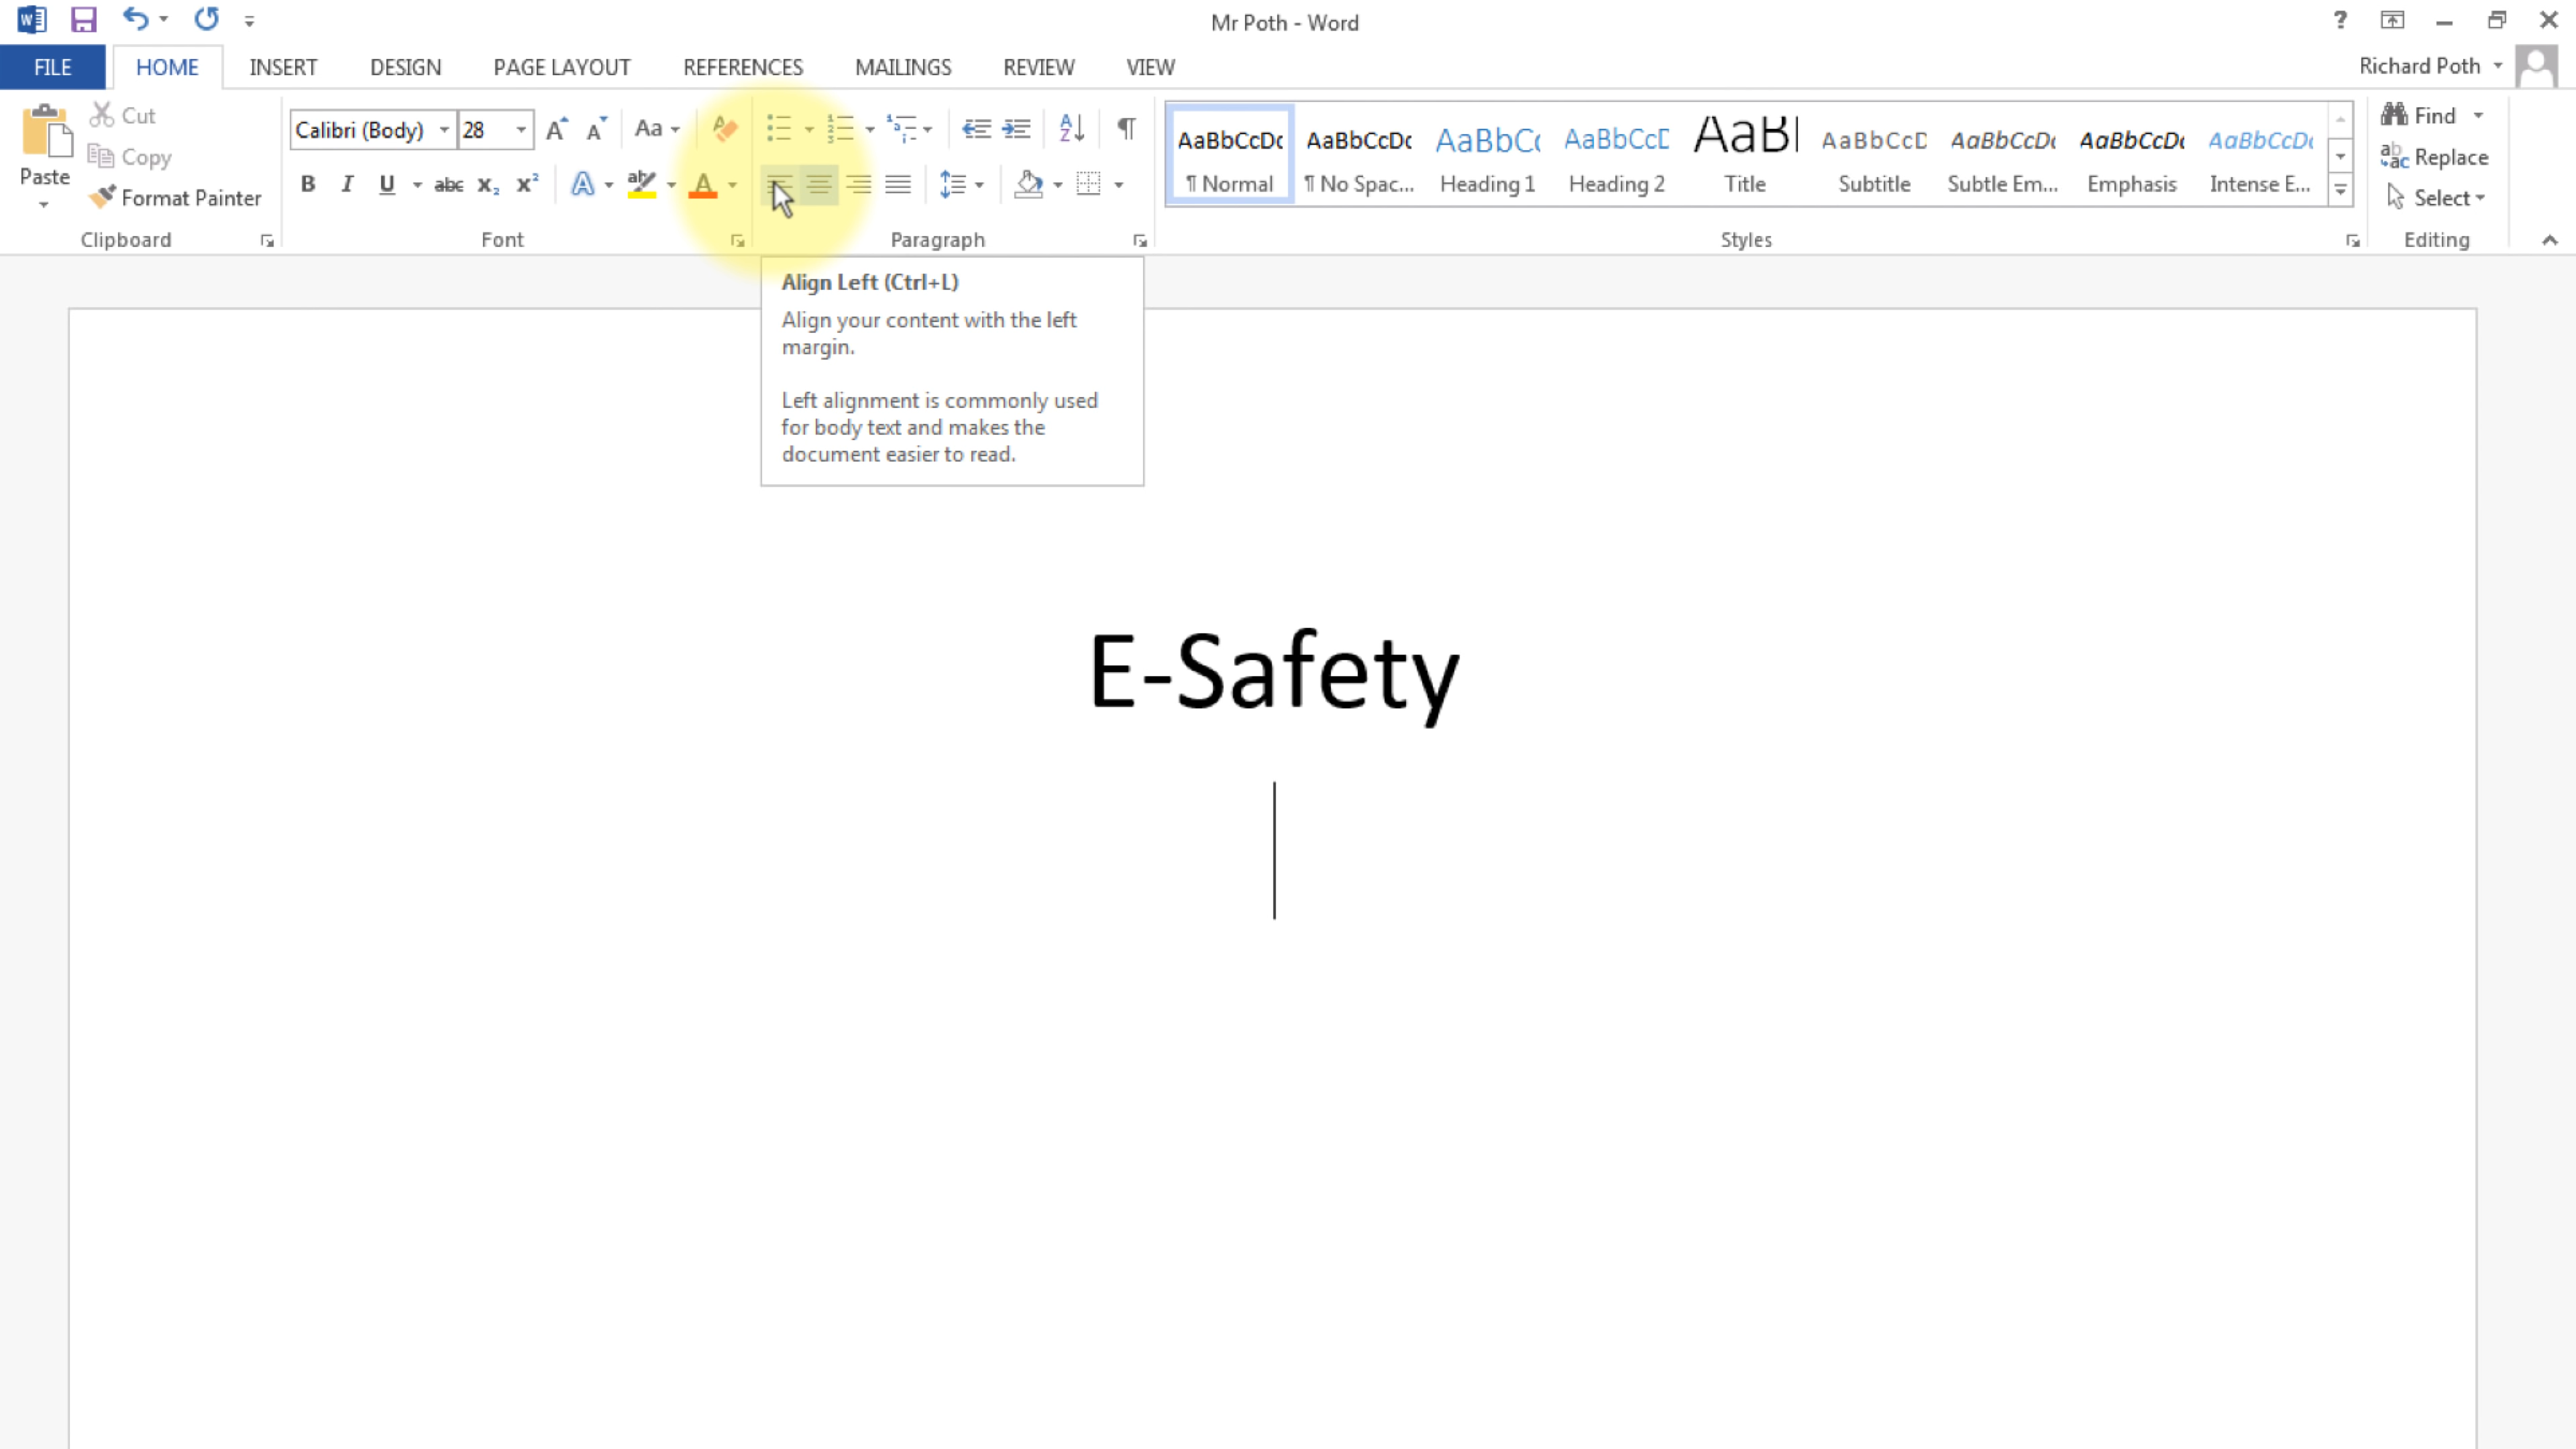 Mr Poth - Word
FILE HOME INSERT DESIGN PAGE LAYOUT REFERENCES MAILINGS REVIEW VIEW Richard Poth
Paste
Cut
Copy
Format Painter
Clipboard
Calibri (Body) 28
Font
Paragraph
AaBbCcDc AaBbCcDc AaBbC( AaBbCcD AaBl AaBbCcD AaBbCcDc AaBbCcDc AaBbCcDc
¶ Normal ¶ No Spac... Heading 1 Heading 2 Title Subtitle Subtle Em... Emphasis Intense E...
Styles
Find
Replace
Select
Editing
Align Left (Ctrl+L)
Align your content with the left
margin.
Left alignment is commonly used
for body text and makes the
document easier to read.
E-Safety